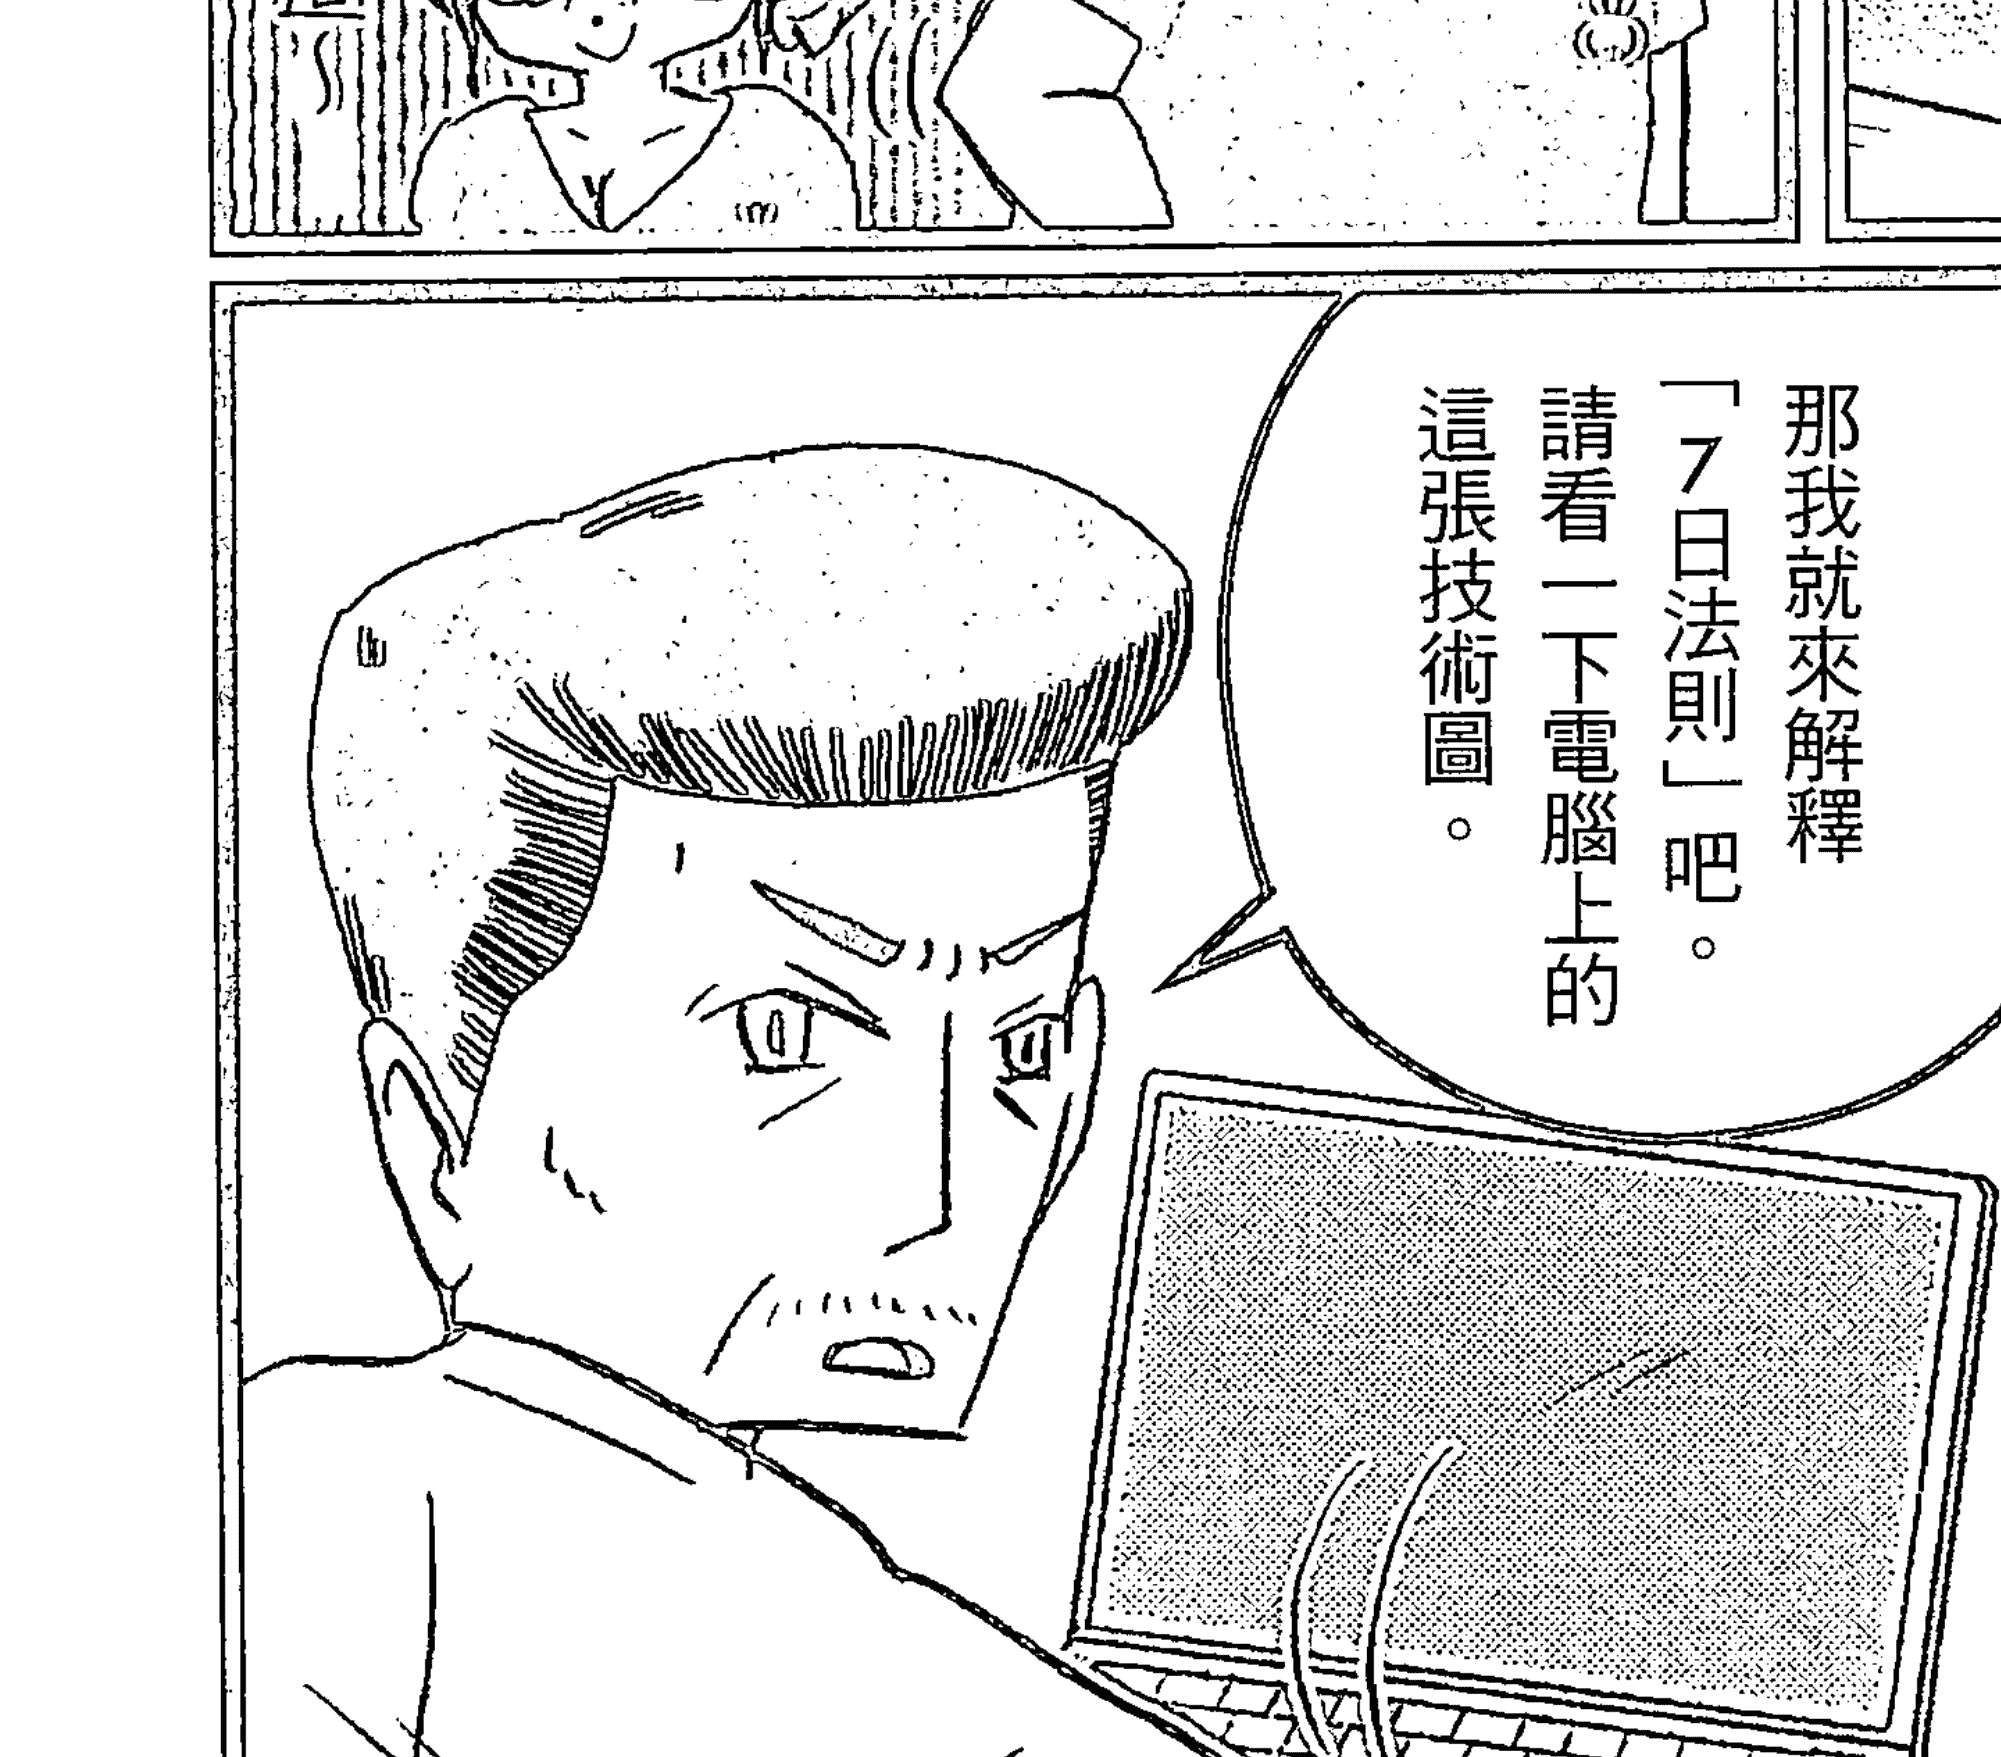 那我就來解釋
「7日法則」吧。
請看一下電腦上的
這張技術圖。